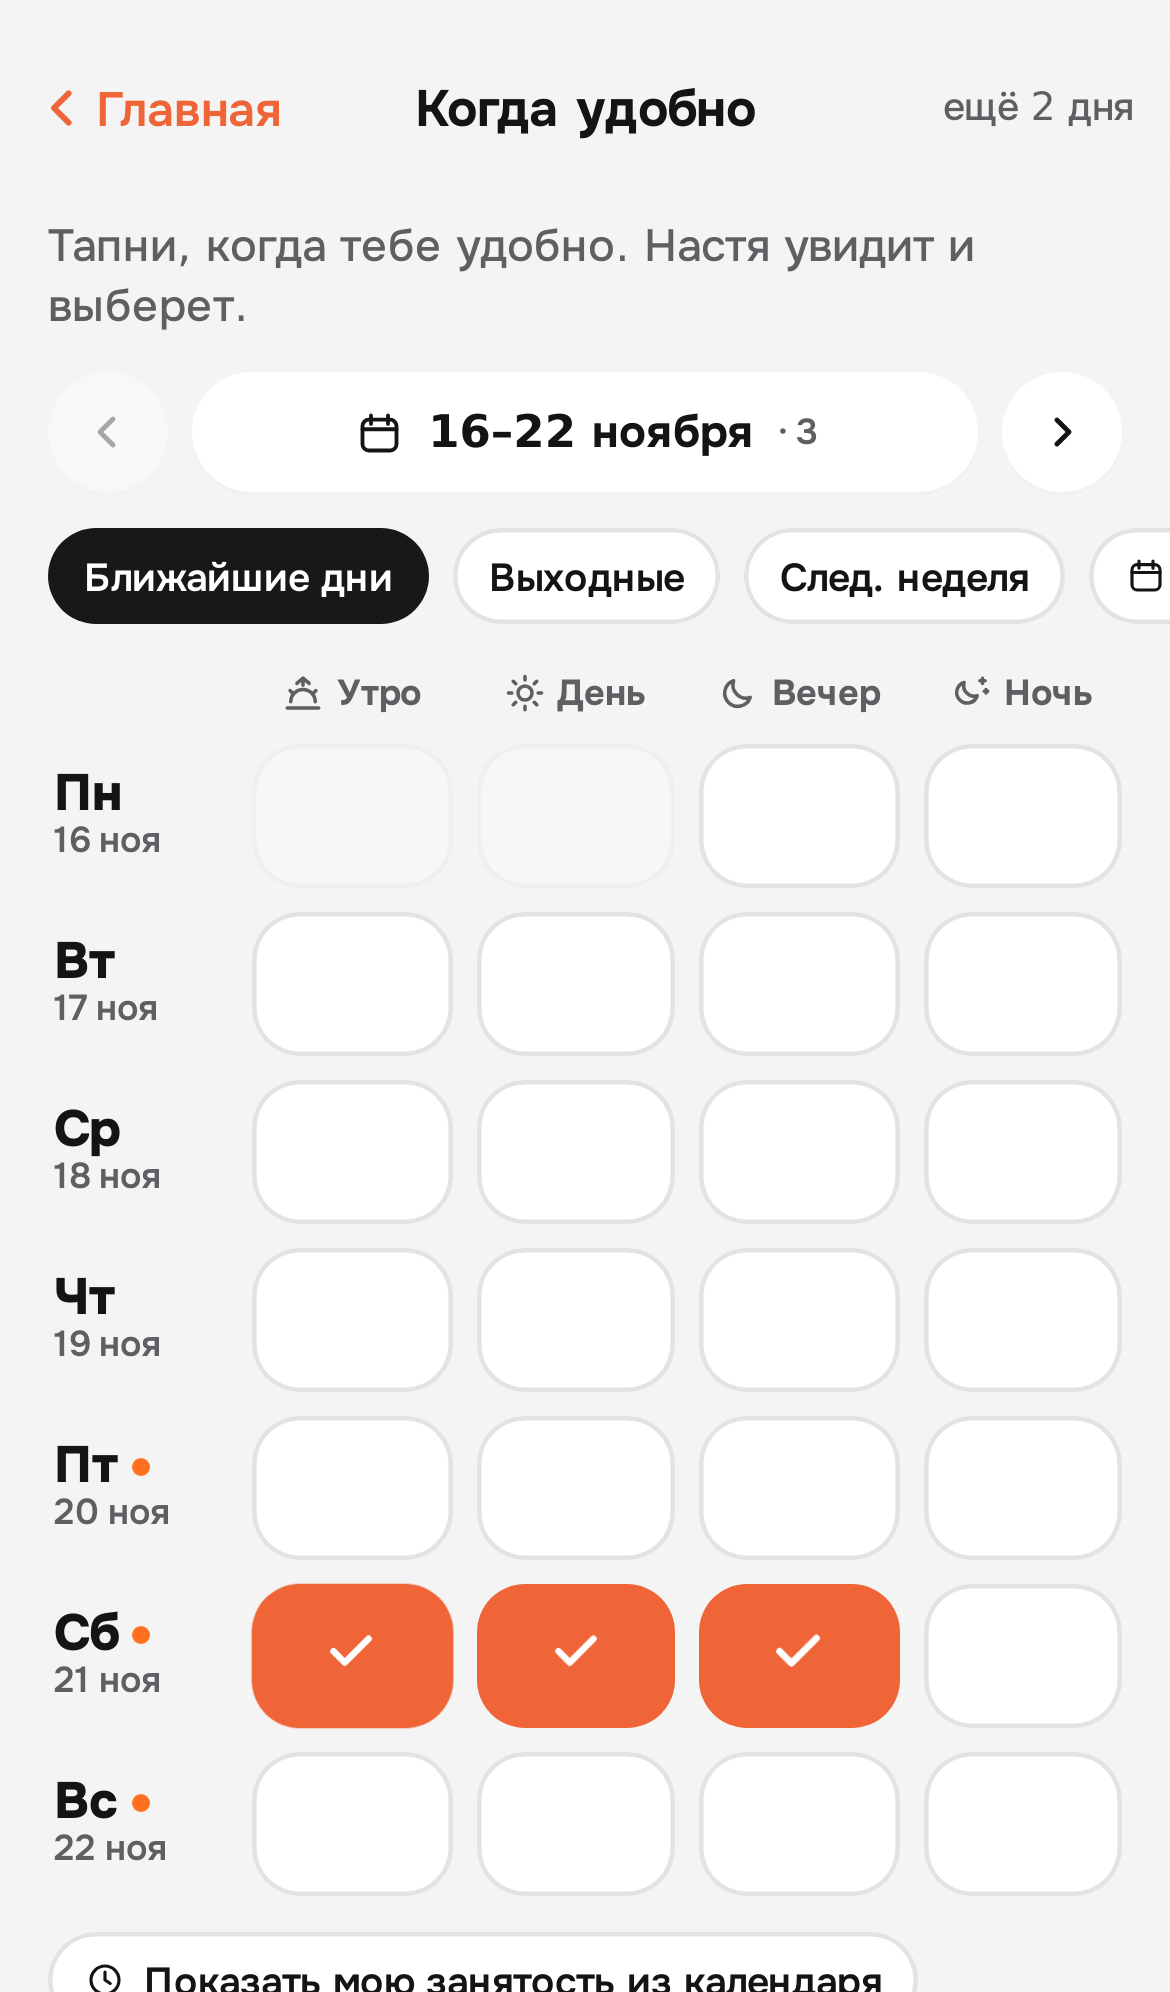 Главная
Когда удобно
ещё 2 дня
Тапни, когда тебе удобно. Настя увидит и
выберет.
16–22 ноября · 3
Ближайшие дни
Выходные
След. неделя
Утро
День
Вечер
Ночь
Пн
16 ноя
Вт
17 ноя
Ср
18 ноя
Чт
19 ноя
Пт
20 ноя
Сб
21 ноя
Вс
22 ноя
Показать мою занятость из календаря